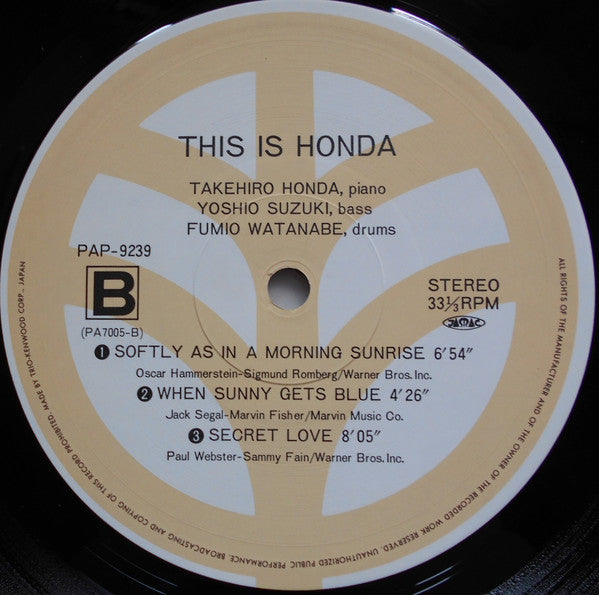 THIS IS HONDA
TAKEHIRO HONDA, piano
YOSHIO SUZUKI, bass
FUMIO WATANABE, drums
PAP-9239
B
(PA7005-B)
STEREO
33⅓RPM
JASRAC
❶ SOFTLY AS IN A MORNING SUNRISE 6′54″
Oscar Hammerstein-Sigmund Romberg/Warner Bros. Inc.
❷ WHEN SUNNY GETS BLUE 4′26″
Jack Segal-Marvin Fisher/Marvin Music Co.
❸ SECRET LOVE 8′05″
Paul Webster-Sammy Fain/Warner Bros. Inc.
ALL RIGHTS OF THE MANUFACTURER AND OF THE OWNER OF THE RECORDED WORK RESERVED. UNAUTHORIZED PUBLIC PERFORMANCE, BROADCASTING AND COPYING OF THIS RECORD PROHIBITED. MADE BY TRIO-KENWOOD CORP., JAPAN